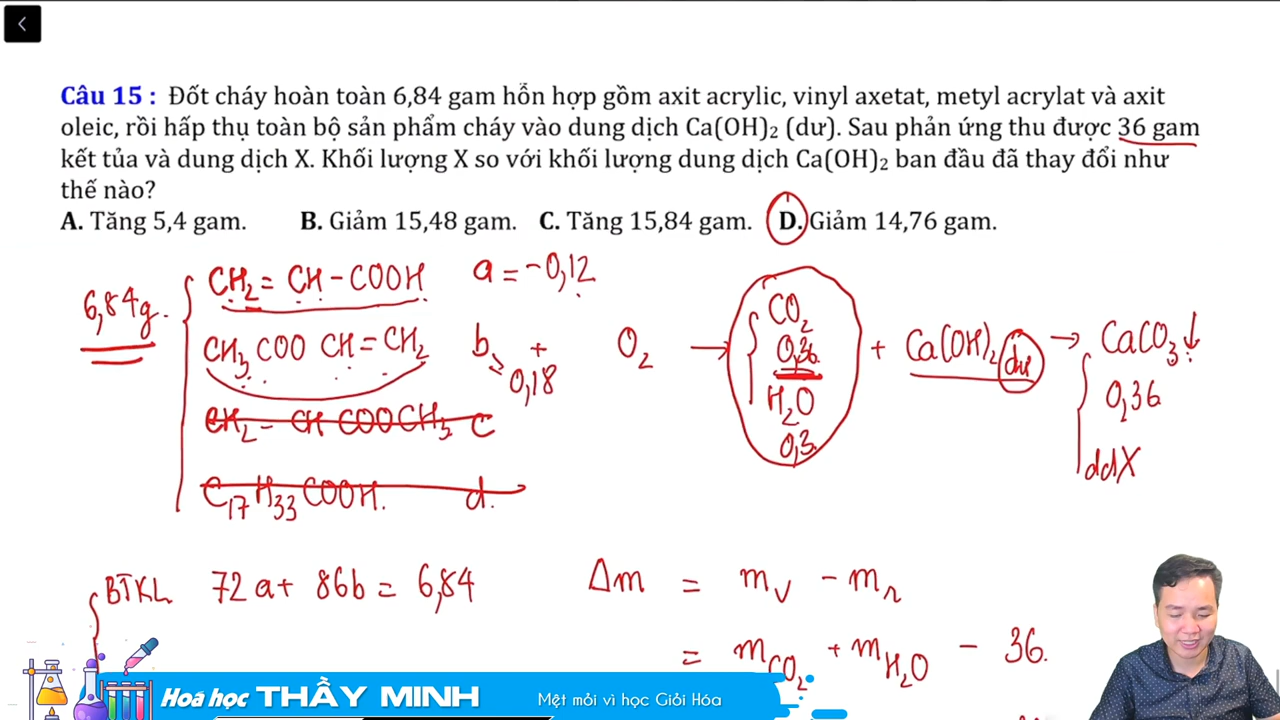 Câu 15 : Đốt cháy hoàn toàn 6,84 gam hỗn hợp gồm axit acrylic, vinyl axetat, metyl acrylat và axit
oleic, rồi hấp thụ toàn bộ sản phẩm cháy vào dung dịch Ca(OH)₂ (dư). Sau phản ứng thu được 36 gam
kết tủa và dung dịch X. Khối lượng X so với khối lượng dung dịch Ca(OH)₂ ban đầu đã thay đổi như
thế nào?
A. Tăng 5,4 gam. B. Giảm 15,48 gam. C. Tăng 15,84 gam. D. Giảm 14,76 gam.
6,84g.
CH₂ = CH - COOH a = -0,12
CH₃COO CH = CH₂ b → 0,18
CH₂ - CH COOCH₃ c
C₁₇H₃₃COOH. d.
+ O₂ →
CO₂
0,36.
H₂O
0,3.
+ Ca(OH)₂ dư → CaCO₃↓
0,36
ddX
BTKL 72a + 86b = 6,84
Δm = mV - mr
= mCO₂ + mH₂O - 36.
Hoá học THẦY MINH
Mệt mỏi vì học Giỏi Hóa